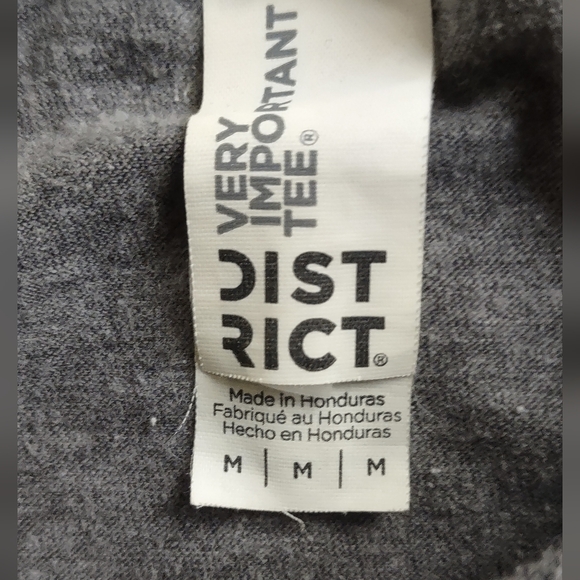 VERY
IMPORTANT
TEE®
DIST
RICT®
Made in Honduras
Fabriqué au Honduras
Hecho en Honduras
M | M | M